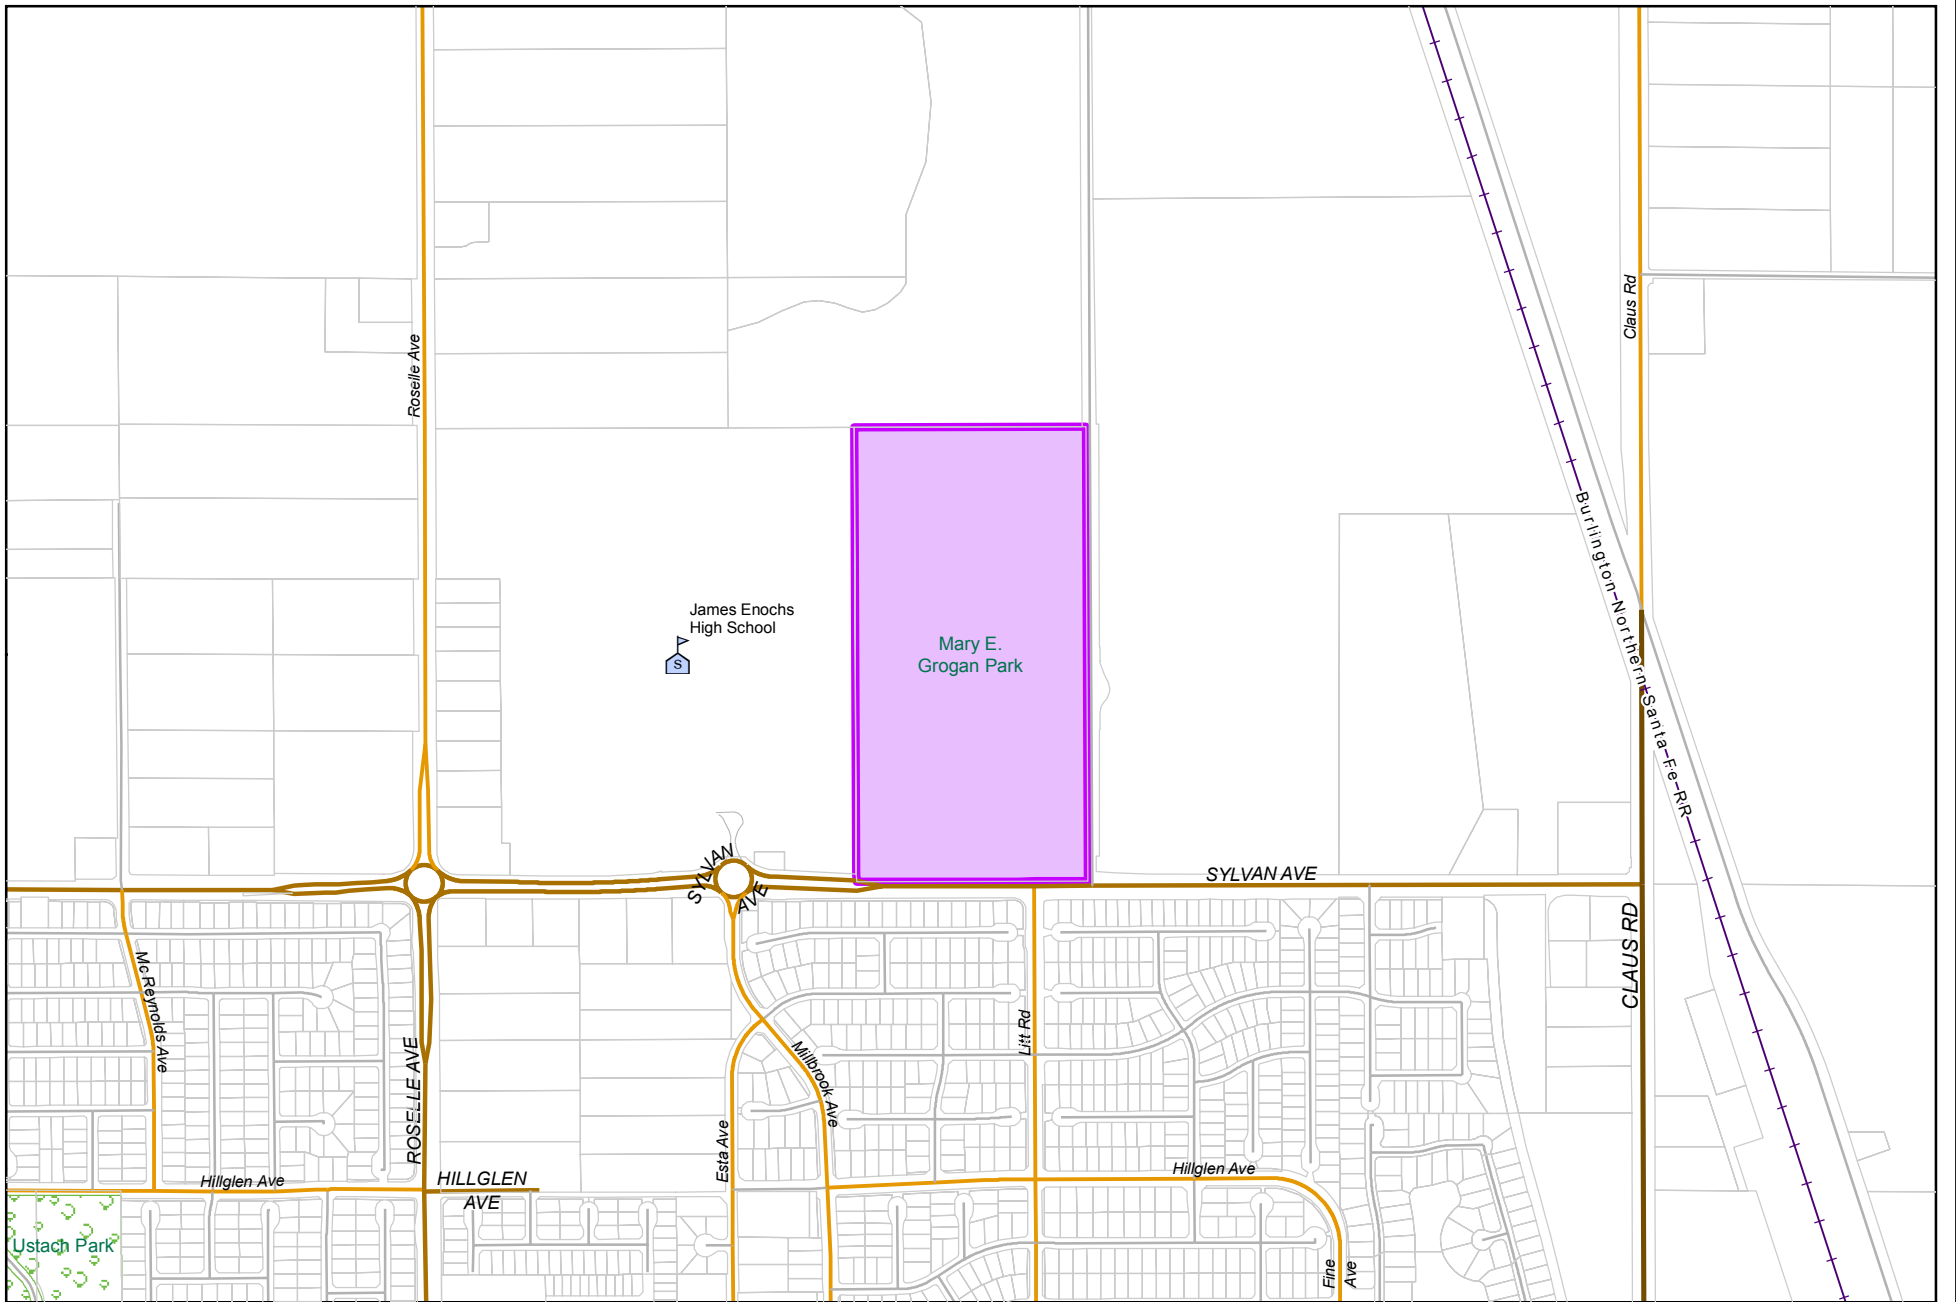 Claus Rd
Roselle Ave
Burlington Northern Santa Fe RR
James Enochs
High School
S
Mary E.
Grogan Park
SYLVAN
AVE
SYLVAN AVE
CLAUS RD
Mc Reynolds Ave
ROSELLE AVE
Litt Rd
Millbrook Ave
Esta Ave
Hillglen Ave
HILLGLEN
AVE
Hillglen Ave
Ustach Park
Fine
Ave